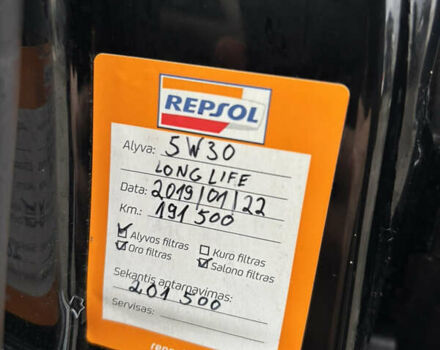 REPSOL
Alyva: 5W30
LONG LIFE
Data: 2019/01/22
Km.: 191 500
Alyvos filtras Kuro filtras
Oro filtras Salono filtras
Sekantis aptarnavimas:
201 500
Servisas: